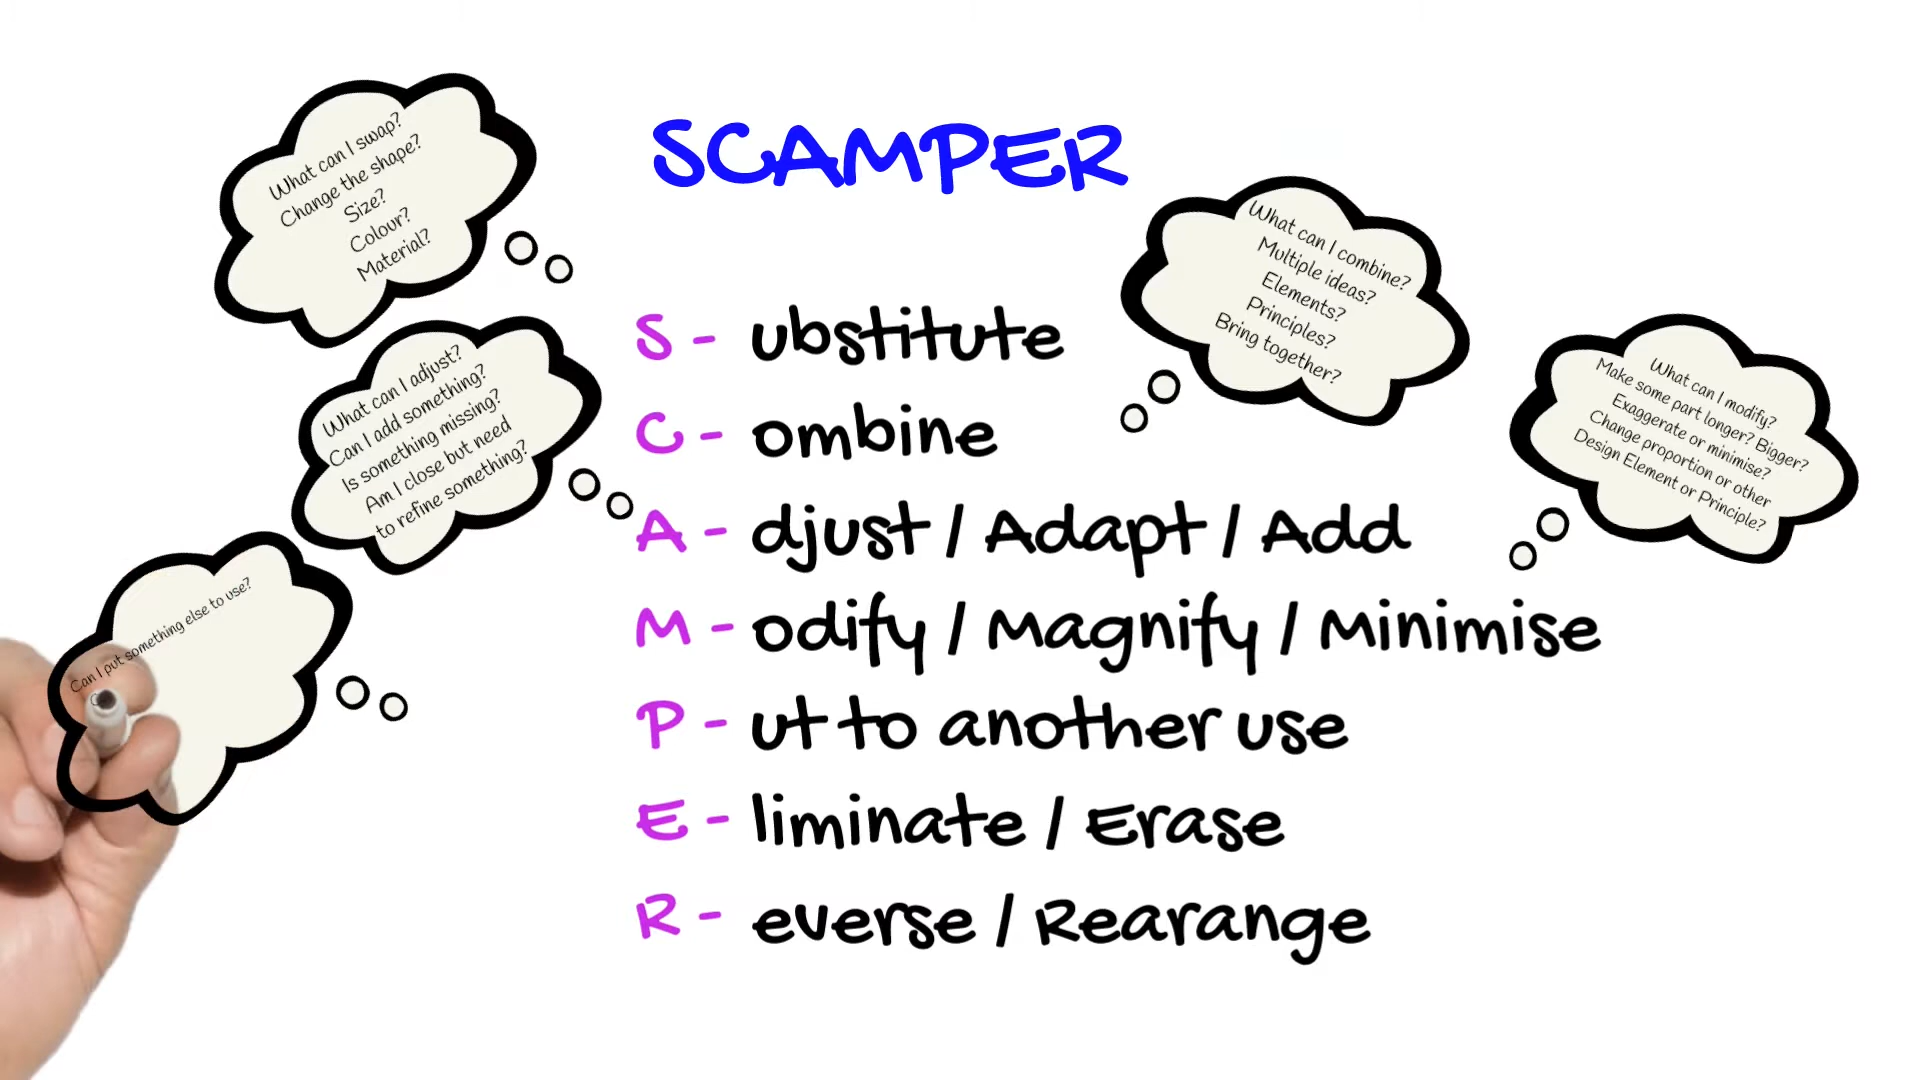 SCAMPER
What can I swap?
Change the shape?
Size?
Colour?
Material?
What can I combine?
Multiple ideas?
Elements?
Principles?
Bring together?
What can I adjust?
Can I add something?
Is something missing?
Am I close but need
to refine something?
What can I modify?
Make some part longer? Bigger?
Exaggerate or minimise?
Change proportion or other
Design Element or Principle?
Can I put something else to use?
S - ubstitute
C - ombine
A - djust / Adapt / Add
M - odify / Magnify / Minimise
P - ut to another use
E - liminate / Erase
R - everse / Rearange